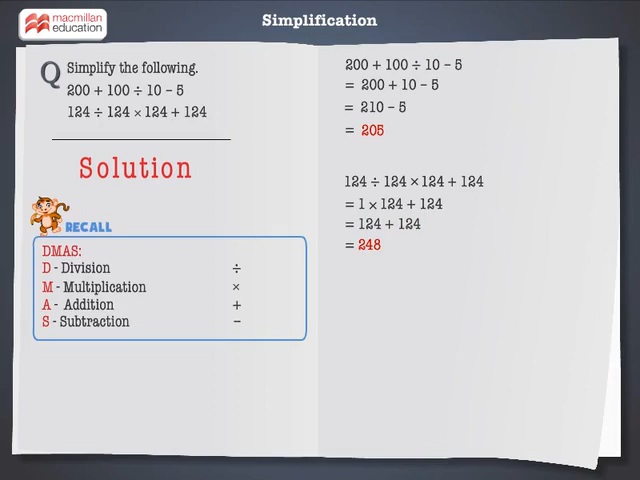 macmillan
education
Simplification
Q Simplify the following.
200 + 100 ÷ 10 – 5
124 ÷ 124 × 124 + 124
Solution
RECALL
DMAS:
D - Division ÷
M - Multiplication ×
A - Addition +
S - Subtraction –
200 + 100 ÷ 10 – 5
= 200 + 10 – 5
= 210 – 5
= 205
124 ÷ 124 × 124 + 124
= 1 × 124 + 124
= 124 + 124
= 248